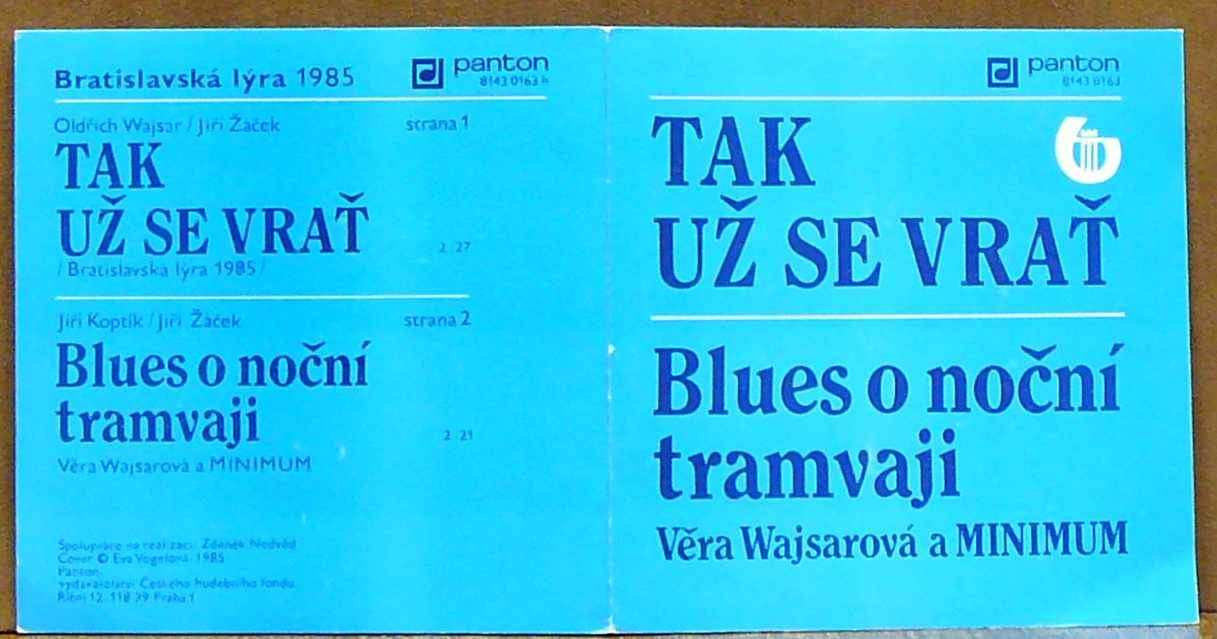 Bratislavská lýra 1985
panton
8143 0163 h
Oldřich Wajsar / Jiří Žáček
strana 1
TAK
UŽ SE VRAŤ
2:27
/ Bratislavská lýra 1985 /
Jiří Koptík / Jiří Žáček
strana 2
Blues o noční
tramvaji
2:21
Věra Wajsarová a MINIMUM
Spolupráce na realizaci: Zdeněk Nedvěd
Cover © Eva Vogelová 1985
Panton,
vydavatelství Českého hudebního fondu
Říční 12, 118 39 Praha 1
panton
8143 0163
TAK
UŽ SE VRAŤ
Blues o noční
tramvaji
Věra Wajsarová a MINIMUM